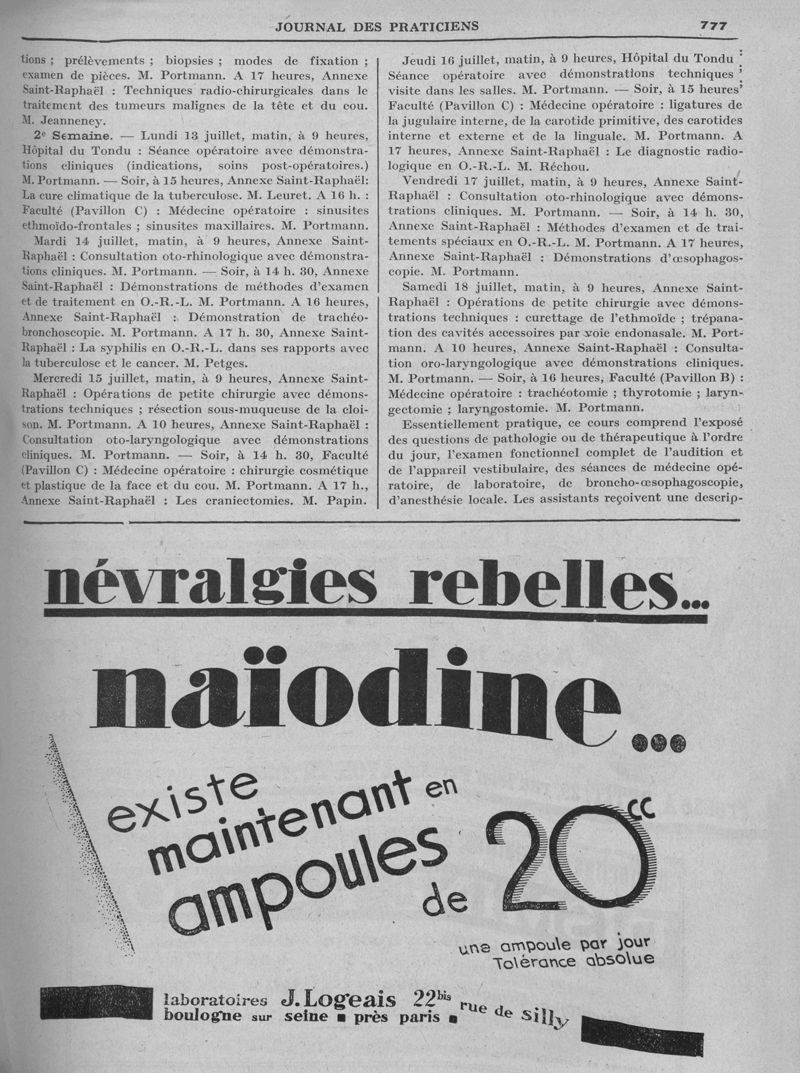 JOURNAL DES PRATICIENS
777
tions ; prélèvements ; biopsies ; modes de fixation ;
examen de pièces. M. Portmann. A 17 heures, Annexe
Saint-Raphaël : Techniques radio-chirurgicales dans le
traitement des tumeurs malignes de la tête et du cou.
M. Jeanneney.
2e Semaine. — Lundi 13 juillet, matin, à 9 heures,
Hôpital du Tondu : Séance opératoire avec démonstra-
tions cliniques (indications, soins post-opératoires.)
M. Portmann. — Soir, à 15 heures, Annexe Saint-Raphaël:
La cure climatique de la tuberculose. M. Leuret. A 16 h. :
Faculté (Pavillon C) : Médecine opératoire : sinusites
ethmoïdo-frontales ; sinusites maxillaires. M. Portmann.
Mardi 14 juillet, matin, à 9 heures, Annexe Saint-
Raphaël : Consultation oto-rhinologique avec démonstra-
tions cliniques. M. Portmann. — Soir, à 14 h. 30, Annexe
Saint-Raphaël : Démonstrations de méthodes d'examen
et de traitement en O.-R.-L. M. Portmann. A 16 heures,
Annexe Saint-Raphaël : Démonstration de trachéo-
bronchoscopie. M. Portmann. A 17 h. 30, Annexe Saint-
Raphaël : La syphilis en O.-R.-L. dans ses rapports avec
la tuberculose et le cancer. M. Petges.
Mercredi 15 juillet, matin, à 9 heures, Annexe Saint-
Raphaël : Opérations de petite chirurgie avec démons-
trations techniques ; résection sous-muqueuse de la cloi-
son. M. Portmann. A 10 heures, Annexe Saint-Raphaël :
Consultation oto-laryngologique avec démonstrations
cliniques. M. Portmann. — Soir, à 14 h. 30, Faculté
(Pavillon C) : Médecine opératoire : chirurgie cosmétique
et plastique de la face et du cou. M. Portmann. A 17 h.,
Annexe Saint-Raphaël : Les craniectomies. M. Papin.
Jeudi 16 juillet, matin, à 9 heures, Hôpital du Tondu :
Séance opératoire avec démonstrations techniques ;
visite dans les salles. M. Portmann. — Soir, à 15 heures,
Faculté (Pavillon C) : Médecine opératoire : ligatures de
la jugulaire interne, de la carotide primitive, des carotides
interne et externe et de la linguale. M. Portmann. A
17 heures, Annexe Saint-Raphaël : Le diagnostic radio-
logique en O.-R.-L. M. Réchou.
Vendredi 17 juillet, matin, à 9 heures, Annexe Saint-
Raphaël : Consultation oto-rhinologique avec démons-
trations cliniques. M. Portmann. — Soir, à 14 h. 30,
Annexe Saint-Raphaël : Méthodes d'examen et de trai-
tements spéciaux en O.-R.-L. M. Portmann. A 17 heures,
Annexe Saint-Raphaël : Démonstrations d'œsophagos-
copie. M. Portmann.
Samedi 18 juillet, matin, à 9 heures, Annexe Saint-
Raphaël : Opérations de petite chirurgie avec démons-
trations techniques : curettage de l'ethmoïde ; trépana-
tion des cavités accessoires par voie endonasale. M. Port-
mann. A 10 heures, Annexe Saint-Raphaël : Consulta-
tion oro-laryngologique avec démonstrations cliniques.
M. Portmann. — Soir, à 16 heures, Faculté (Pavillon B) :
Médecine opératoire : trachéotomie ; thyrotomie ; laryn-
gectomie ; laryngostomie. M. Portmann.
Essentiellement pratique, ce cours comprend l'exposé
des questions de pathologie ou de thérapeutique à l'ordre
du jour, l'examen fonctionnel complet de l'audition et
de l'appareil vestibulaire, des séances de médecine opé-
ratoire, de laboratoire, de broncho-œsophagoscopie,
d'anesthésie locale. Les assistants reçoivent une descrip-
névralgies rebelles...
naïodine...
existe
maintenant en
ampoules
de 20cc
une ampoule par jour
Tolérance absolue
laboratoires J. Logeais 22bis rue de Silly
boulogne sur seine ■ près paris ■